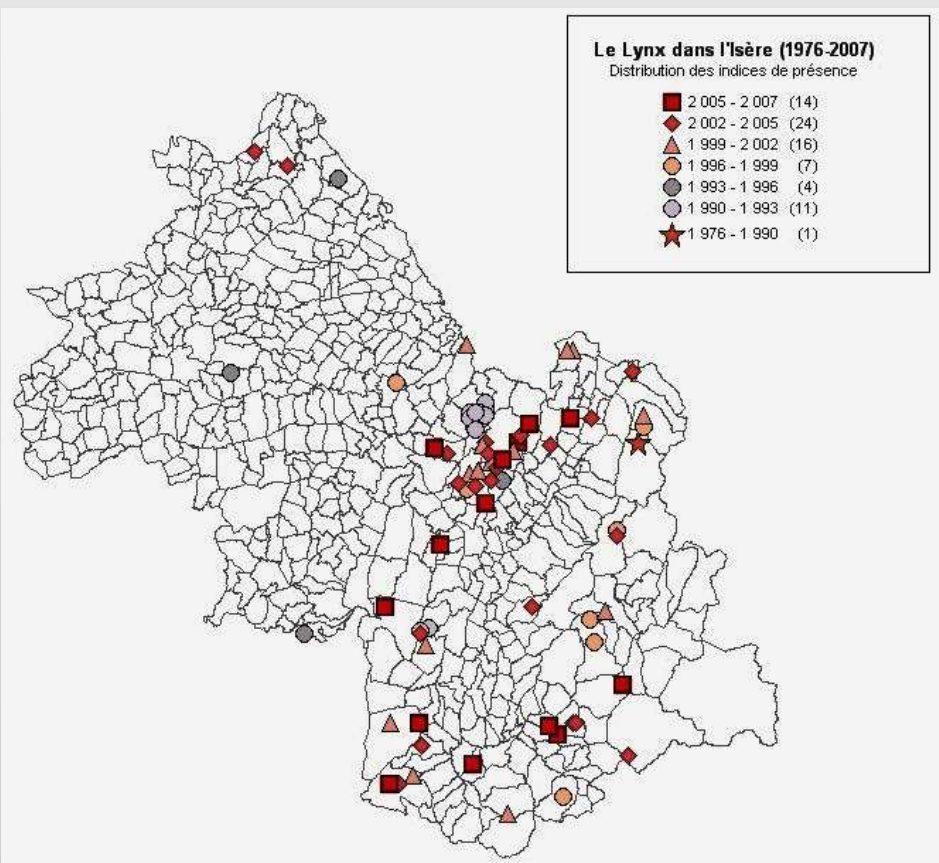 Le Lynx dans l'Isère (1976-2007)
Distribution des indices de présence
2 005 - 2 007 (14)
2 002 - 2 005 (24)
1 999 - 2 002 (16)
1 996 - 1 999 (7)
1 993 - 1 996 (4)
1 990 - 1 993 (11)
1 976 - 1 990 (1)